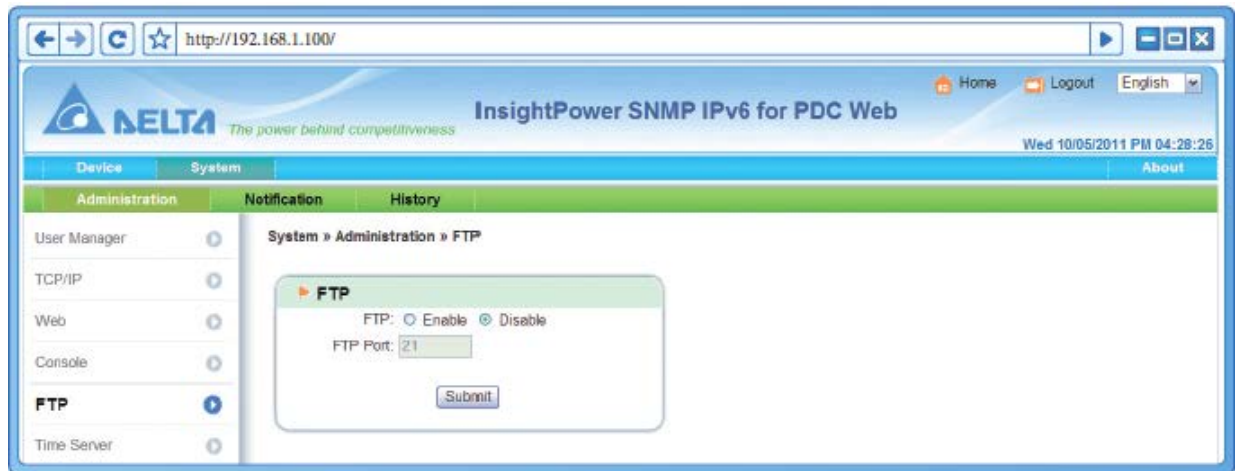 http://192.168.1.100/
Home Logout English
DELTA The power behind competitiveness
InsightPower SNMP IPv6 for PDC Web
Wed 10/05/2011 PM 04:28:26
Device System About
Administration Notification History
User Manager
TCP/IP
Web
Console
FTP
Time Server
System » Administration » FTP
FTP
FTP: Enable Disable
FTP Port: 21
Submit